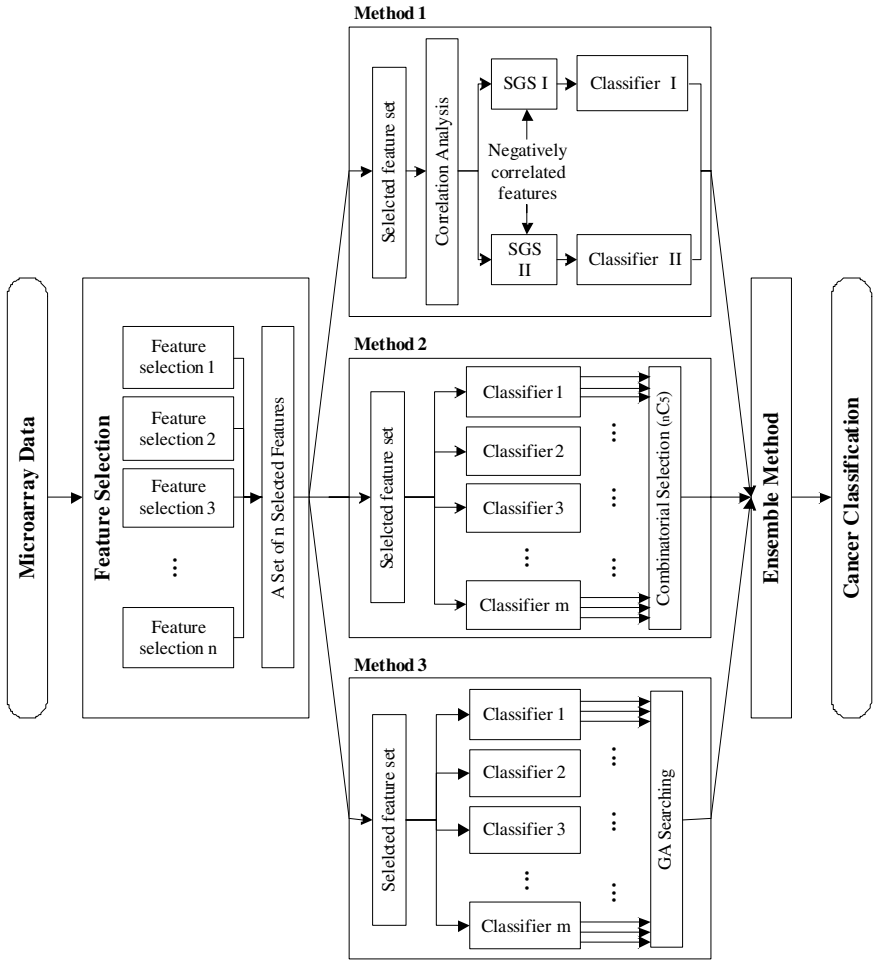 Microarray Data
Feature Selection
Feature
selection 1
Feature
selection 2
Feature
selection 3
...
Feature
selection n
A Set of n Selected Features
Method 1
Selelcted feature set
Correlation Analysis
SGS I
Classifier I
Negatively
correlated
features
SGS
II
Classifier II
Method 2
Selelcted feature set
Classifier 1
Classifier 2
Classifier 3
...
Classifier m
...
...
...
Combinatorial Selection (nC5)
Method 3
Selelcted feature set
Classifier 1
Classifier 2
Classifier 3
...
Classifier m
...
...
...
GA Searching
Ensemble Method
Cancer Classification